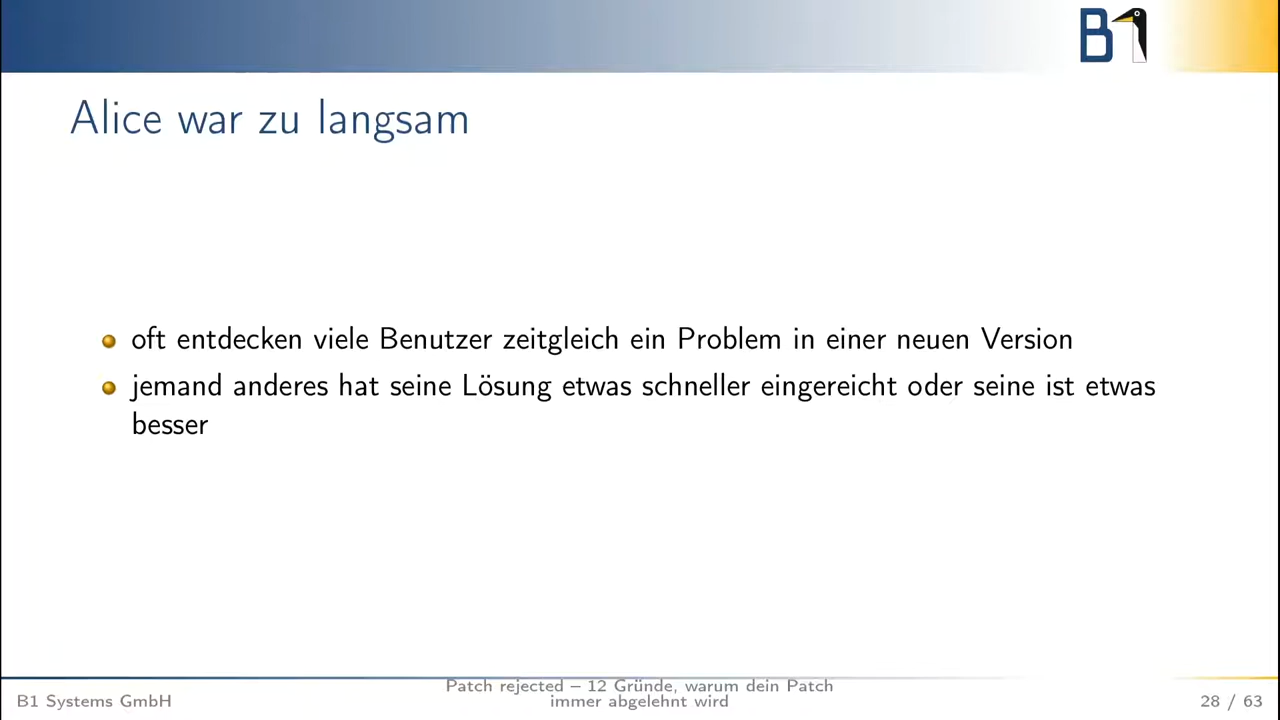 B1
Alice war zu langsam
oft entdecken viele Benutzer zeitgleich ein Problem in einer neuen Version
jemand anderes hat seine Lösung etwas schneller eingereicht oder seine ist etwas
besser
B1 Systems GmbH
Patch rejected – 12 Gründe, warum dein Patch
immer abgelehnt wird
28 / 63